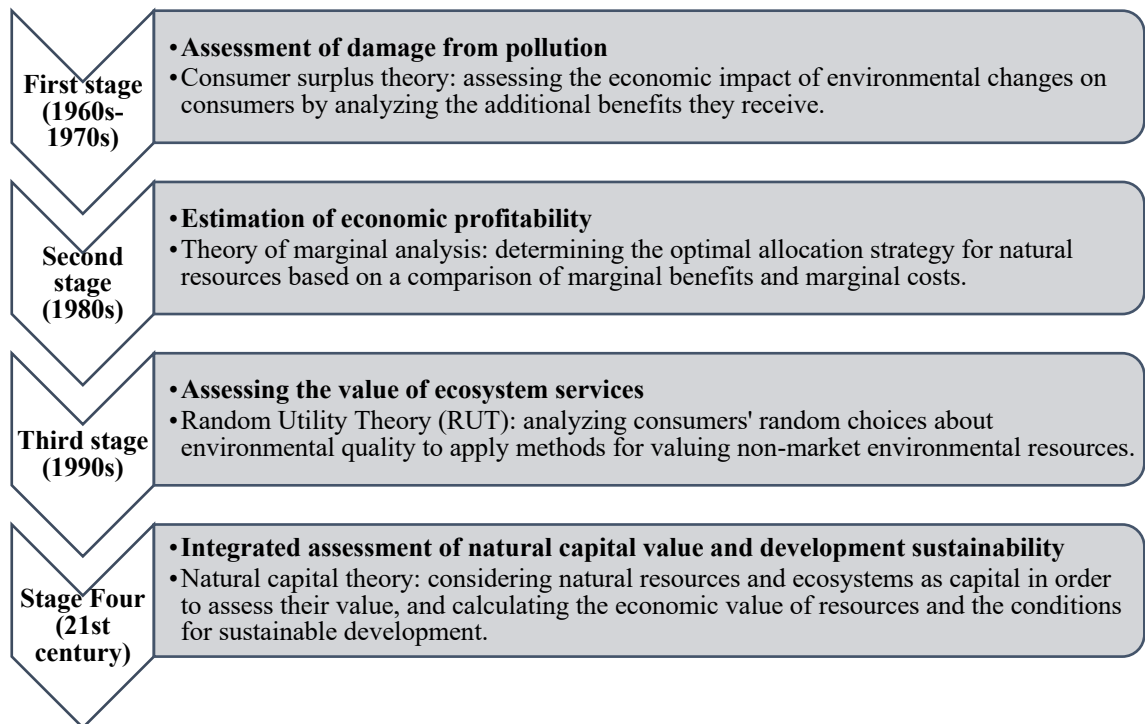 First stage
(1960s-
1970s)
•Assessment of damage from pollution
•Consumer surplus theory: assessing the economic impact of environmental changes on
consumers by analyzing the additional benefits they receive.
Second
stage
(1980s)
•Estimation of economic profitability
•Theory of marginal analysis: determining the optimal allocation strategy for natural
resources based on a comparison of marginal benefits and marginal costs.
Third stage
(1990s)
•Assessing the value of ecosystem services
•Random Utility Theory (RUT): analyzing consumers' random choices about
environmental quality to apply methods for valuing non-market environmental resources.
Stage Four
(21st
century)
•Integrated assessment of natural capital value and development sustainability
•Natural capital theory: considering natural resources and ecosystems as capital in order
to assess their value, and calculating the economic value of resources and the conditions
for sustainable development.